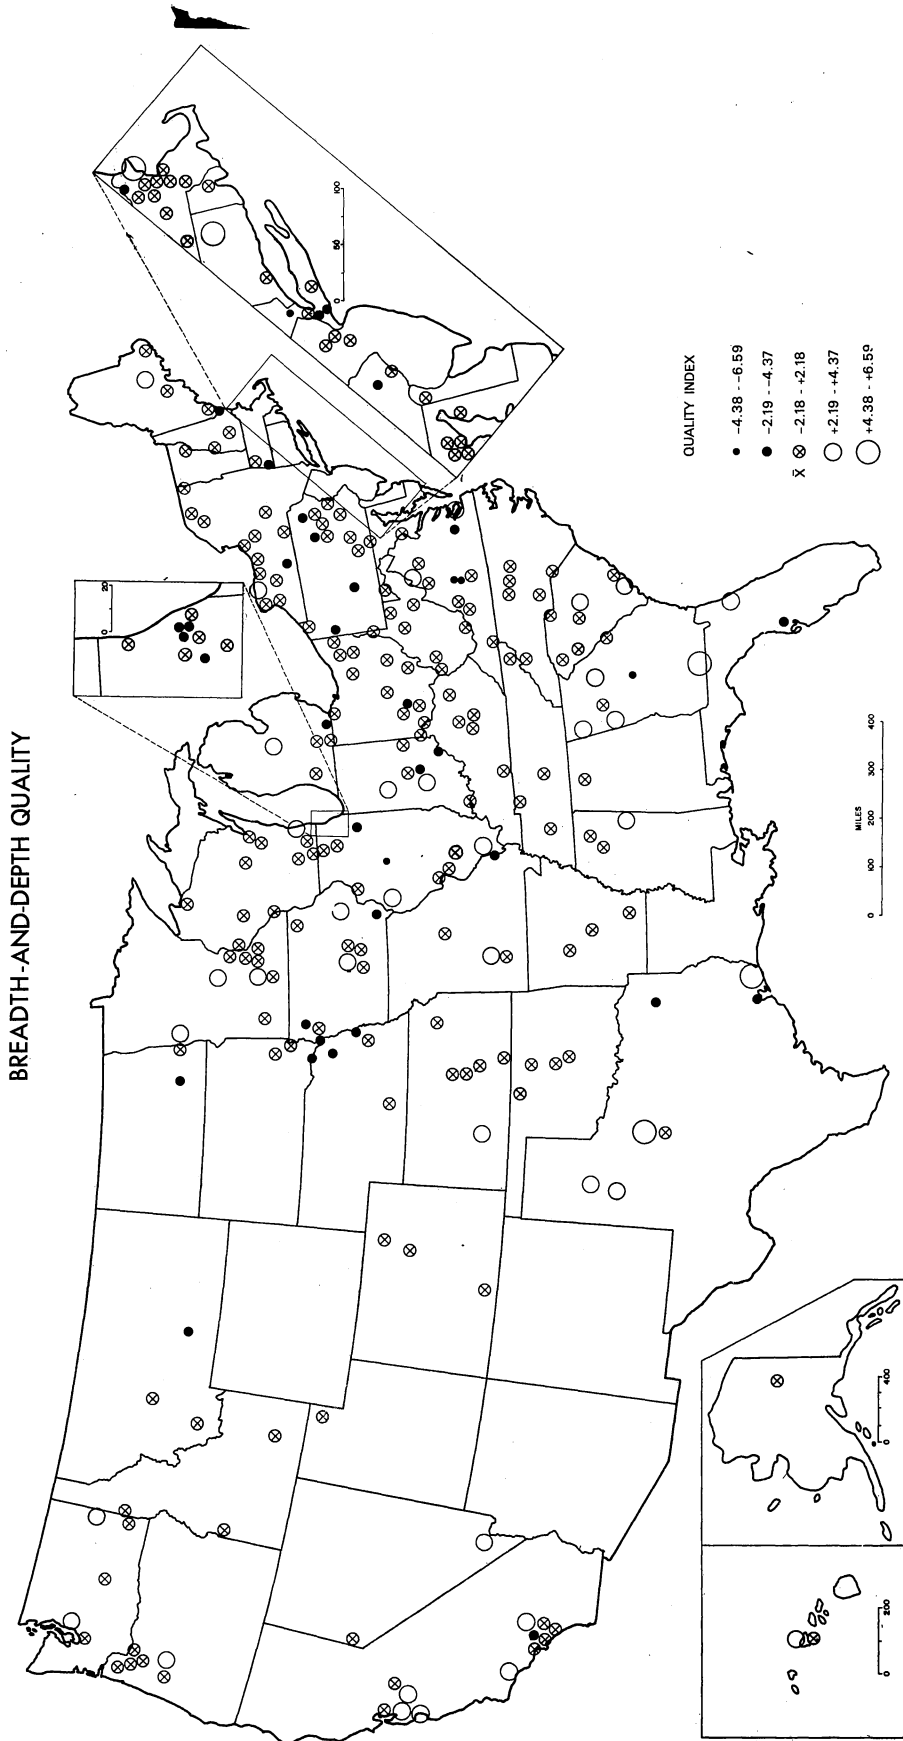 BREADTH-AND-DEPTH QUALITY
0 20
0 50 100
QUALITY INDEX
-4.38 - -6.59
-2.19 - -4.37
X̄ -2.18 - +2.18
+2.19 - +4.37
+4.38 - +6.59
MILES
0 100 200 300 400
0 400
0 200